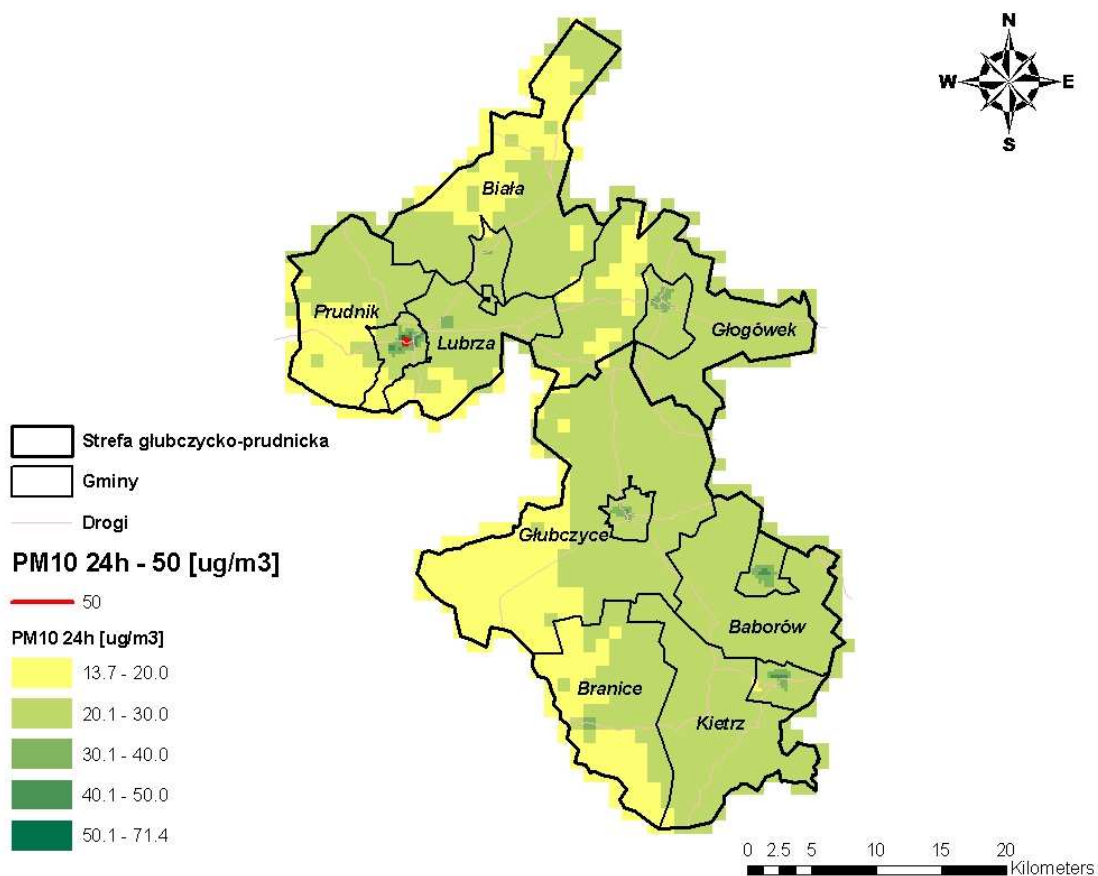 N
W E
S
Biała
Prudnik
Lubrza
Głogówek
Strefa głubczycko-prudnicka
Gminy
Drogi
Głubczyce
PM10 24h - 50 [ug/m3]
50
Baborów
PM10 24h [ug/m3]
13.7 - 20.0
Branice
20.1 - 30.0
Kietrz
30.1 - 40.0
40.1 - 50.0
50.1 - 71.4
0 2.5 5 10 15 20
Kilometers